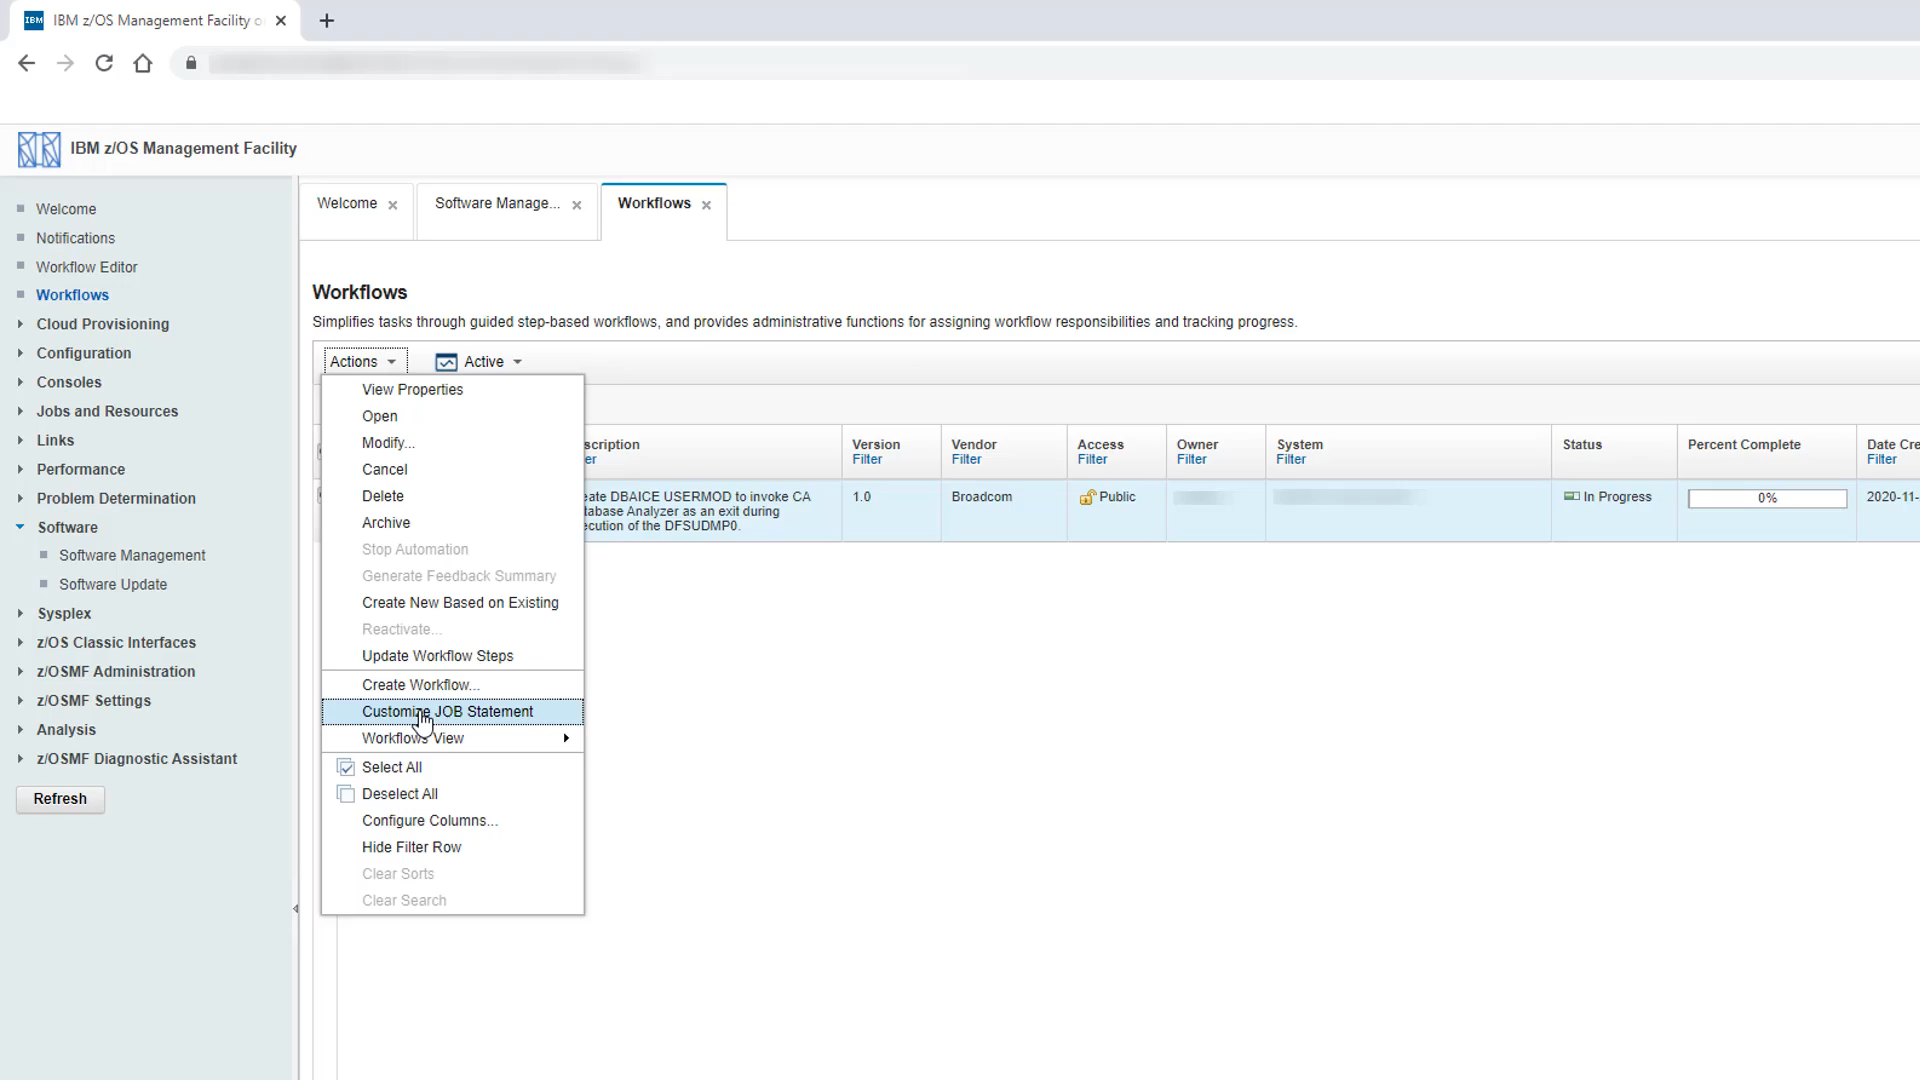 IBM
IBM z/OS Management Facility
IBM z/OS Management Facility
Welcome
Notifications
Workflow Editor
Workflows
Cloud Provisioning
Configuration
Consoles
Jobs and Resources
Links
Performance
Problem Determination
Software
Software Management
Software Update
Sysplex
z/OS Classic Interfaces
z/OSMF Administration
z/OSMF Settings
Analysis
z/OSMF Diagnostic Assistant
Refresh
Welcome
Software Manage...
Workflows
Workflows
Simplifies tasks through guided step-based workflows, and provides administrative functions for assigning workflow responsibilities and tracking progress.
Actions
Active
View Properties
Open
Modify...
Cancel
Delete
Archive
Stop Automation
Generate Feedback Summary
Create New Based on Existing
Reactivate...
Update Workflow Steps
Create Workflow...
Customize JOB Statement
Workflows View
Select All
Deselect All
Configure Columns...
Hide Filter Row
Clear Sorts
Clear Search
scription Version Vendor Access Owner System Status Percent Complete Date Cre
er Filter Filter Filter Filter Filter Filter
eate DBAICE USERMOD to invoke CA 1.0 Broadcom Public In Progress 0% 2020-11-
tabase Analyzer as an exit during
ecution of the DFSUDMP0.